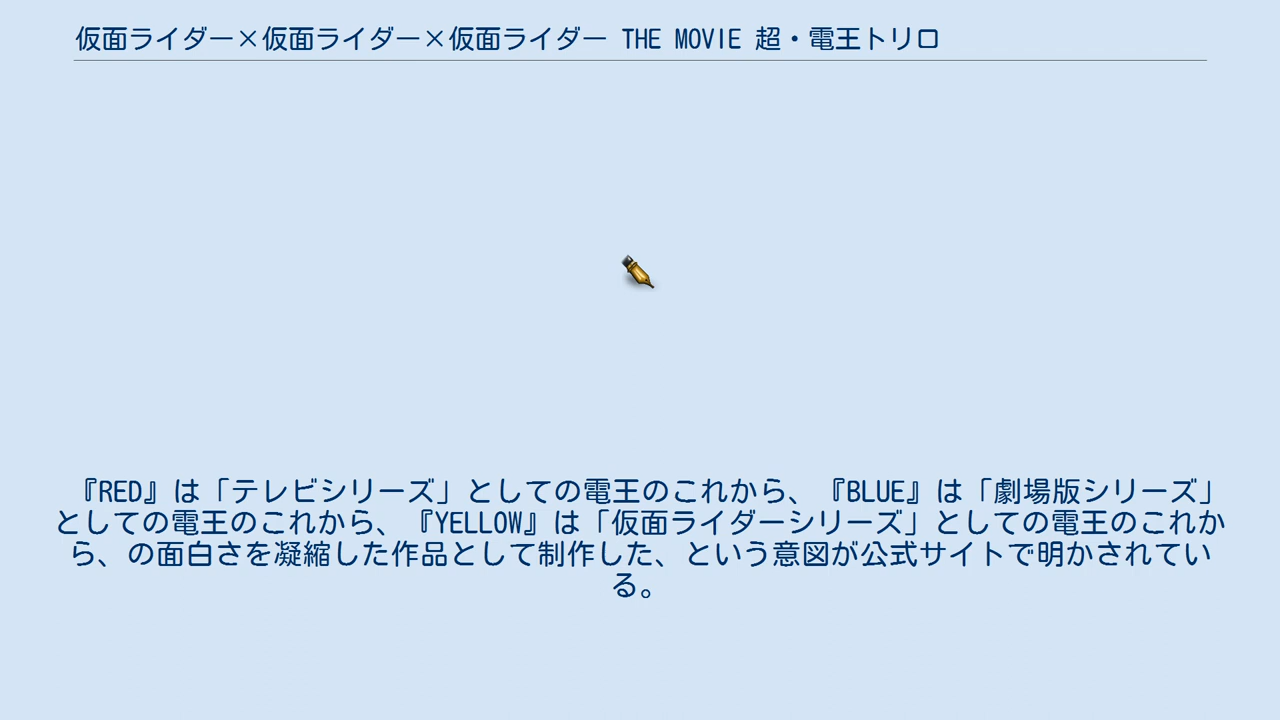 仮面ライダー×仮面ライダー×仮面ライダー THE MOVIE 超・電王トリロ
『RED』は「テレビシリーズ」としての電王のこれから、『BLUE』は「劇場版シリーズ」
としての電王のこれから、『YELLOW』は「仮面ライダーシリーズ」としての電王のこれか
ら、の面白さを凝縮した作品として制作した、という意図が公式サイトで明かされてい
る。